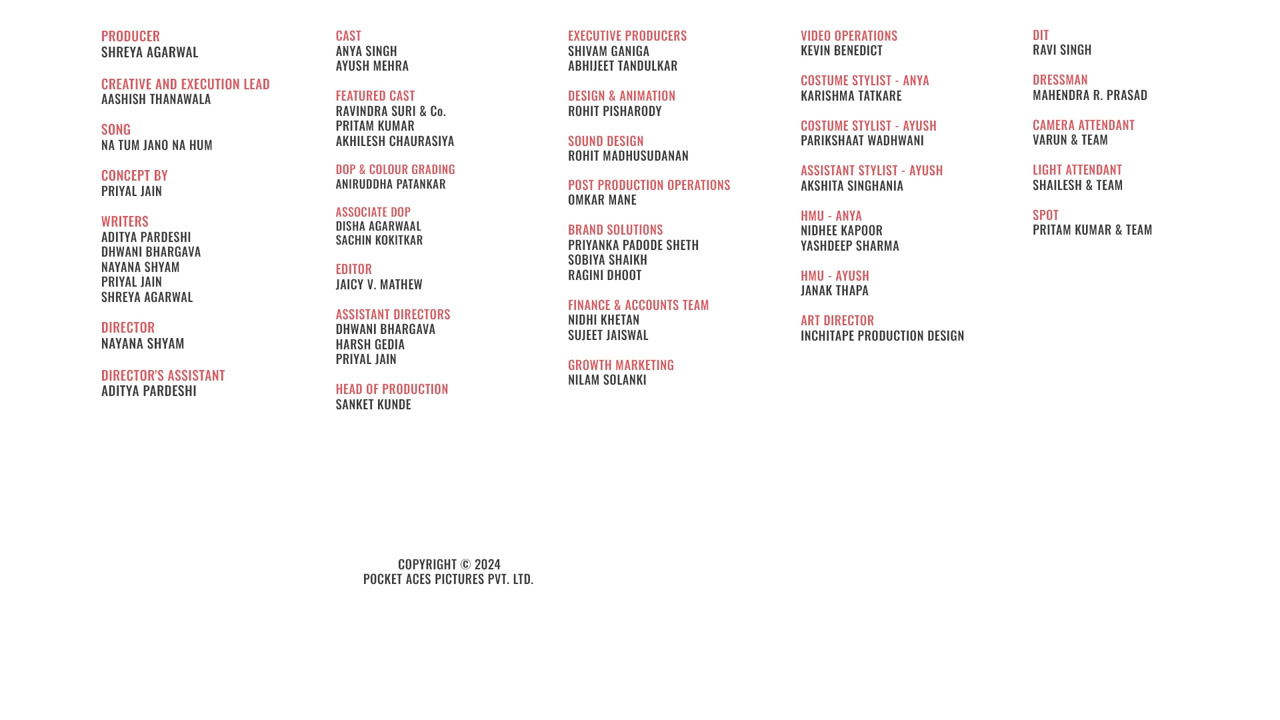 PRODUCER
SHREYA AGARWAL
CREATIVE AND EXECUTION LEAD
AASHISH THANAWALA
SONG
NA TUM JANO NA HUM
CONCEPT BY
PRIYAL JAIN
WRITERS
ADITYA PARDESHI
DHWANI BHARGAVA
NAYANA SHYAM
PRIYAL JAIN
SHREYA AGARWAL
DIRECTOR
NAYANA SHYAM
DIRECTOR'S ASSISTANT
ADITYA PARDESHI
CAST
ANYA SINGH
AYUSH MEHRA
FEATURED CAST
RAVINDRA SURI & Co.
PRITAM KUMAR
AKHILESH CHAURASIYA
DOP & COLOUR GRADING
ANIRUDDHA PATANKAR
ASSOCIATE DOP
DISHA AGARWAAL
SACHIN KOKITKAR
EDITOR
JAICY V. MATHEW
ASSISTANT DIRECTORS
DHWANI BHARGAVA
HARSH GEDIA
PRIYAL JAIN
HEAD OF PRODUCTION
SANKET KUNDE
EXECUTIVE PRODUCERS
SHIVAM GANIGA
ABHIJEET TANDULKAR
DESIGN & ANIMATION
ROHIT PISHARODY
SOUND DESIGN
ROHIT MADHUSUDANAN
POST PRODUCTION OPERATIONS
OMKAR MANE
BRAND SOLUTIONS
PRIYANKA PADODE SHETH
SOBIYA SHAIKH
RAGINI DHOOT
FINANCE & ACCOUNTS TEAM
NIDHI KHETAN
SUJEET JAISWAL
GROWTH MARKETING
NILAM SOLANKI
VIDEO OPERATIONS
KEVIN BENEDICT
COSTUME STYLIST - ANYA
KARISHMA TATKARE
COSTUME STYLIST - AYUSH
PARIKSHAAT WADHWANI
ASSISTANT STYLIST - AYUSH
AKSHITA SINGHANIA
HMU - ANYA
NIDHEE KAPOOR
YASHDEEP SHARMA
HMU - AYUSH
JANAK THAPA
ART DIRECTOR
INCHITAPE PRODUCTION DESIGN
DIT
RAVI SINGH
DRESSMAN
MAHENDRA R. PRASAD
CAMERA ATTENDANT
VARUN & TEAM
LIGHT ATTENDANT
SHAILESH & TEAM
SPOT
PRITAM KUMAR & TEAM
COPYRIGHT © 2024
POCKET ACES PICTURES PVT. LTD.